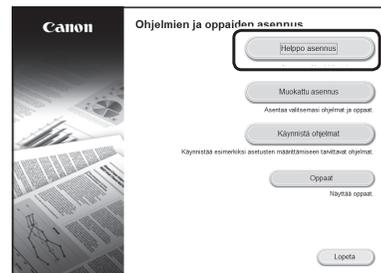 Canon
Ohjelmien ja oppaiden asennus
Helppo asennus
Muokattu asennus
Asentaa valitsemasi ohjelmat ja oppaat.
Käynnistä ohjelmat
Käynnistää esimerkiksi asetusten määrittämiseen tarvittavat ohjelmat.
Oppaat
Näyttää oppaat.
Lopeta